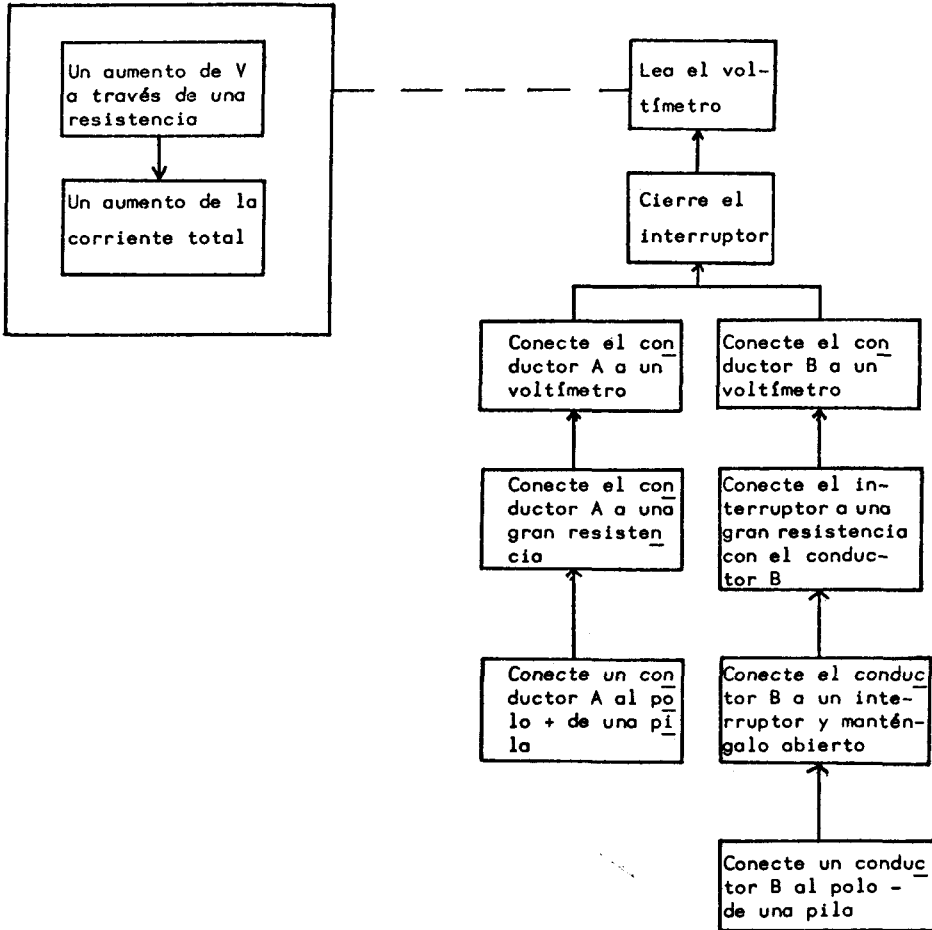 Un aumento de V
a través de una
resistencia
Un aumento de la
corriente total
Lea el vol-
tímetro
Cierre el
interruptor
Conecte el con
ductor A a un
voltímetro
Conecte el con
ductor B a un
voltímetro
Conecte el con
ductor A a una
gran resisten
cia
Conecte el in-
terruptor a una
gran resistencia
con el conduc-
tor B
Conecte un con
ductor A al po
lo + de una pi
la
Conecte el conduc
tor B a un inte-
rruptor y mantén-
galo abierto
Conecte un conduc
tor B al polo -
de una pila